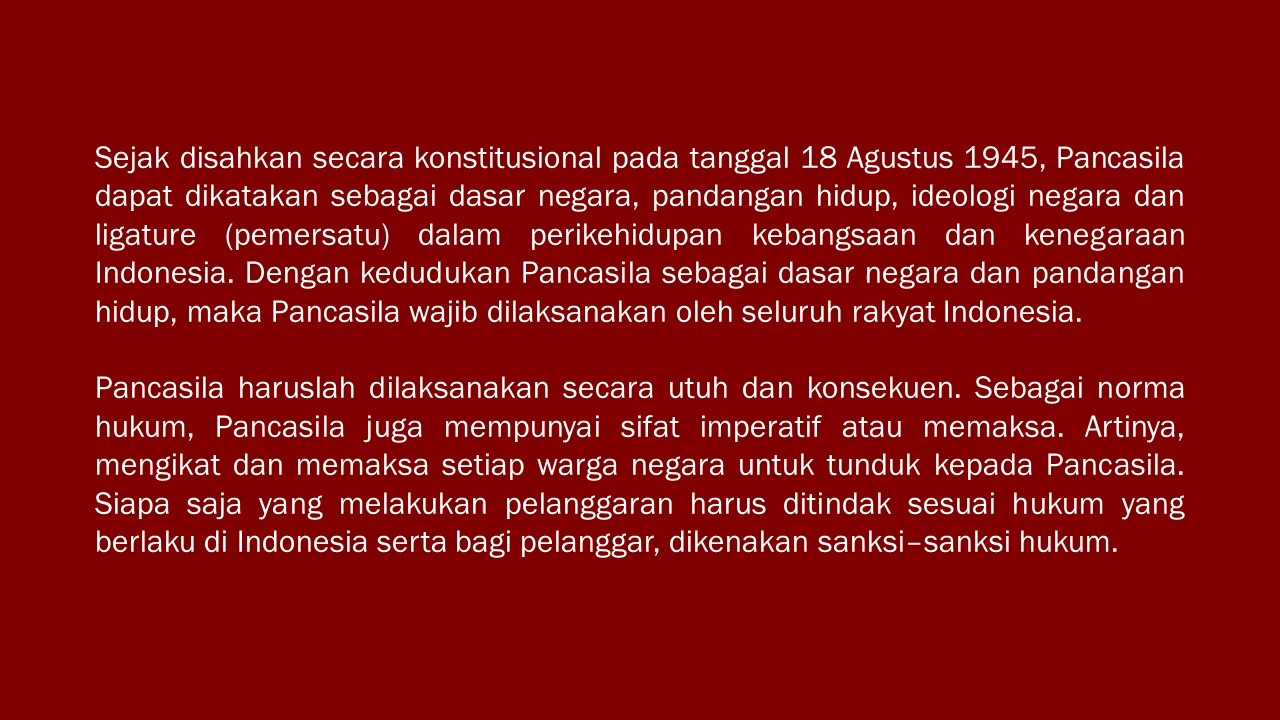 Sejak disahkan secara konstitusional pada tanggal 18 Agustus 1945, Pancasila
dapat dikatakan sebagai dasar negara, pandangan hidup, ideologi negara dan
ligature (pemersatu) dalam perikehidupan kebangsaan dan kenegaraan
Indonesia. Dengan kedudukan Pancasila sebagai dasar negara dan pandangan
hidup, maka Pancasila wajib dilaksanakan oleh seluruh rakyat Indonesia.
Pancasila haruslah dilaksanakan secara utuh dan konsekuen. Sebagai norma
hukum, Pancasila juga mempunyai sifat imperatif atau memaksa. Artinya,
mengikat dan memaksa setiap warga negara untuk tunduk kepada Pancasila.
Siapa saja yang melakukan pelanggaran harus ditindak sesuai hukum yang
berlaku di Indonesia serta bagi pelanggar, dikenakan sanksi–sanksi hukum.